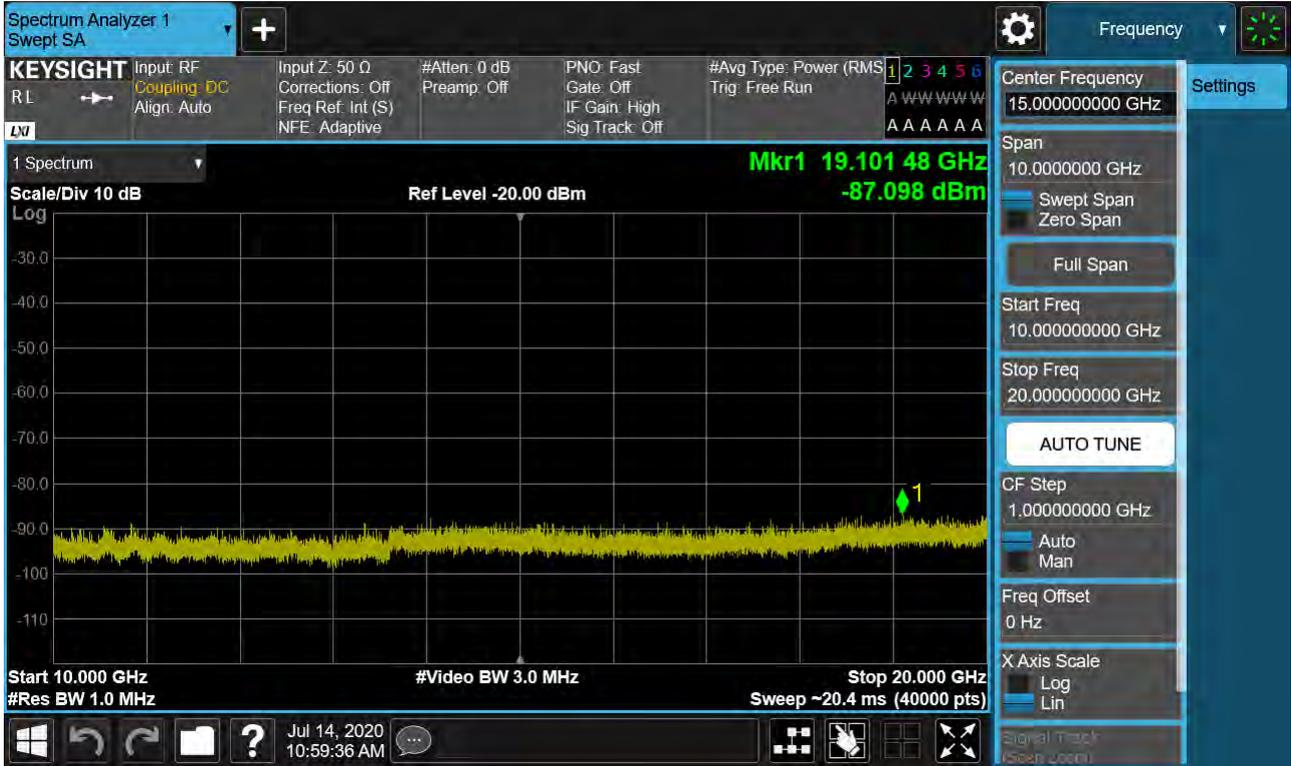 Spectrum Analyzer 1
Swept SA
Frequency
KEYSIGHT
RL
LXI
Input: RF
Coupling: DC
Align: Auto
Input Z: 50 Ω
Corrections: Off
Freq Ref: Int (S)
NFE: Adaptive
#Atten: 0 dB
Preamp: Off
PNO: Fast
Gate: Off
IF Gain: High
Sig Track: Off
#Avg Type: Power (RMS
Trig: Free Run
1 2 3 4 5 6
A W W W W W
A A A A A A
1 Spectrum
Scale/Div 10 dB
Log
Ref Level -20.00 dBm
Mkr1 19.101 48 GHz
-87.098 dBm
-30.0
-40.0
-50.0
-60.0
-70.0
-80.0
-90.0
-100
-110
1
Start 10.000 GHz
#Res BW 1.0 MHz
#Video BW 3.0 MHz
Stop 20.000 GHz
Sweep ~20.4 ms (40000 pts)
Jul 14, 2020
10:59:36 AM
Center Frequency
15.000000000 GHz
Span
10.0000000 GHz
Swept Span
Zero Span
Full Span
Start Freq
10.000000000 GHz
Stop Freq
20.000000000 GHz
AUTO TUNE
CF Step
1.000000000 GHz
Auto
Man
Freq Offset
0 Hz
X Axis Scale
Log
Lin
Signal Track
(Span Zoom)
Settings